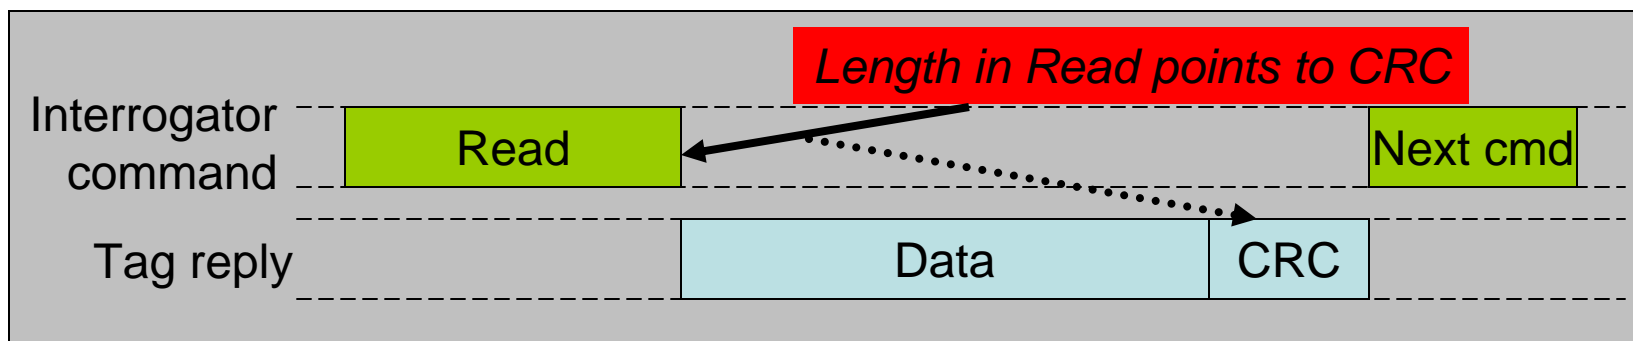 Length in Read points to CRC
Interrogator
command
Read
Next cmd
Tag reply
Data
CRC